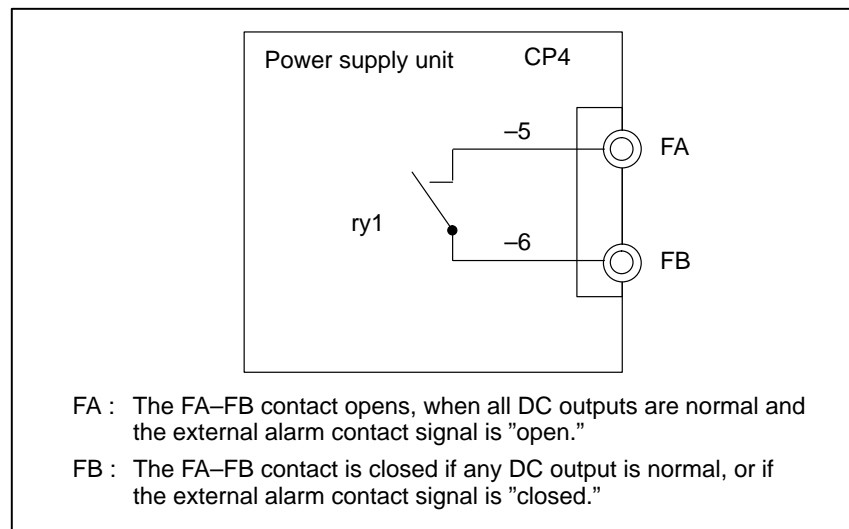 Power supply unit CP4
–5
FA
ry1
–6
FB
FA : The FA–FB contact opens, when all DC outputs are normal and
the external alarm contact signal is ”open.”
FB : The FA–FB contact is closed if any DC output is normal, or if
the external alarm contact signal is ”closed.”